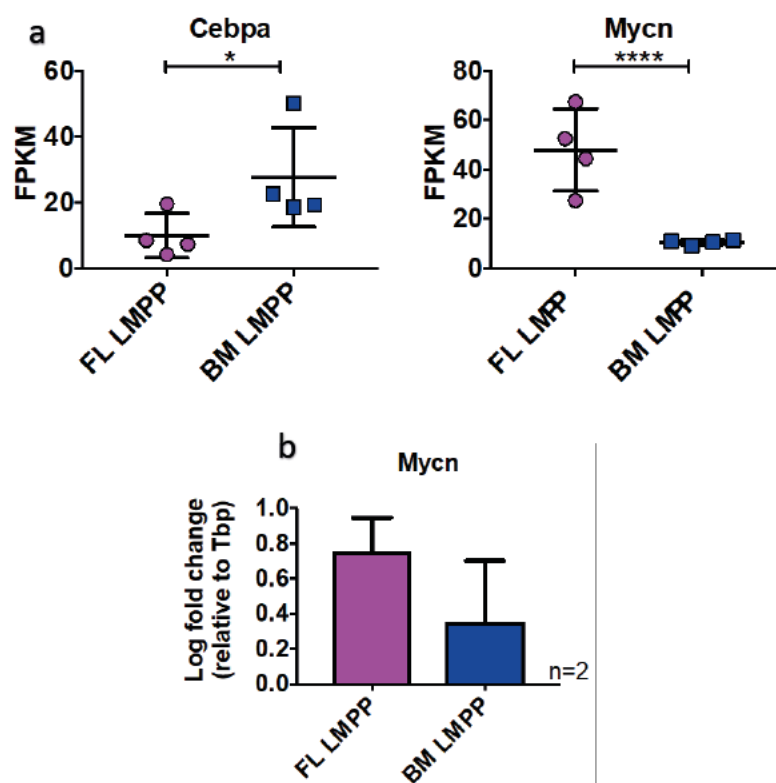 a
Cebpa
*
FPKM
60
40
20
0
FL LMPP
BM LMPP
Mycn
****
FPKM
80
60
40
20
0
FL LMPP
BM LMPP
b
Mycn
Log fold change
(relative to Tbp)
1.0
0.8
0.6
0.4
0.2
0.0
FL LMPP
BM LMPP
n=2